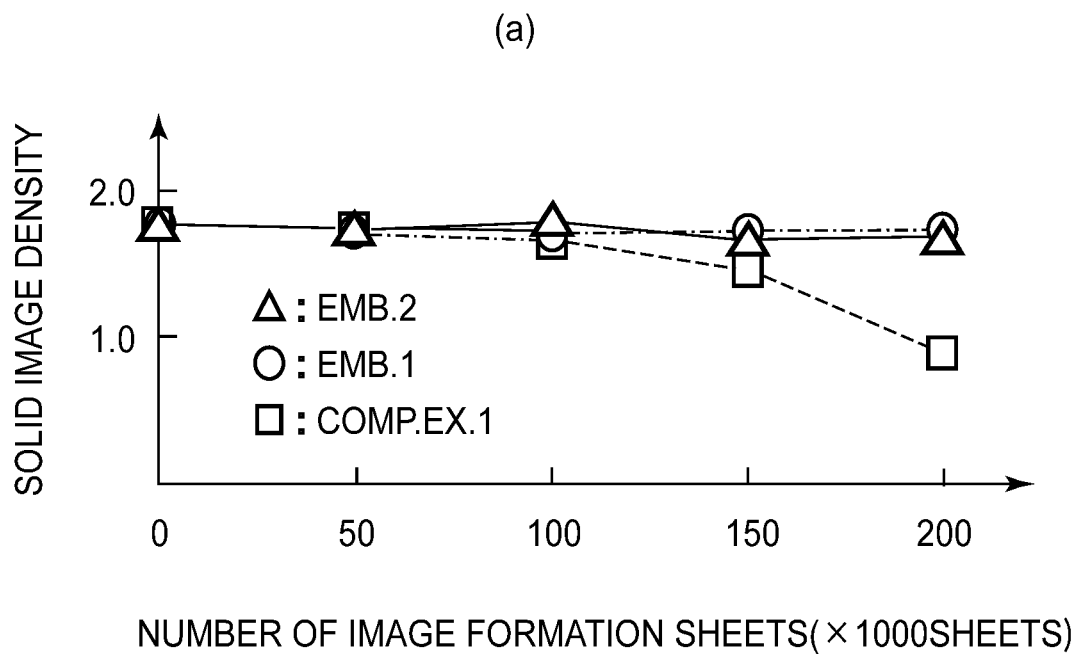 (a)
SOLID IMAGE DENSITY
2.0
1.0
△ : EMB.2
○ : EMB.1
□ : COMP.EX.1
0 50 100 150 200
NUMBER OF IMAGE FORMATION SHEETS(×1000SHEETS)